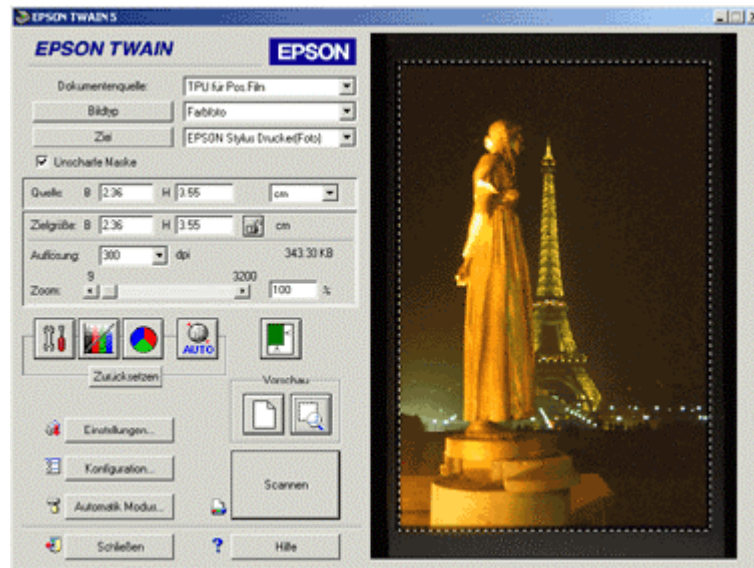 EPSON TWAIN 5
EPSON TWAIN
EPSON
Dokumentenquelle: TPU für Pos.Film
Bildtyp Farbfoto
Ziel EPSON Stylus Drucker(Foto)
Unscharfe Maske
Quelle: B 2.36 H 3.55 cm
Zielgröße: B 2.36 H 3.55 cm
Auflösung: 300 dpi 343.30 KB
9 3200
Zoom: 100 %
AUTO
Zurücksetzen
Vorschau
Einstellungen...
Konfiguration...
Scannen
Automatik Modus...
Schließen ? Hilfe